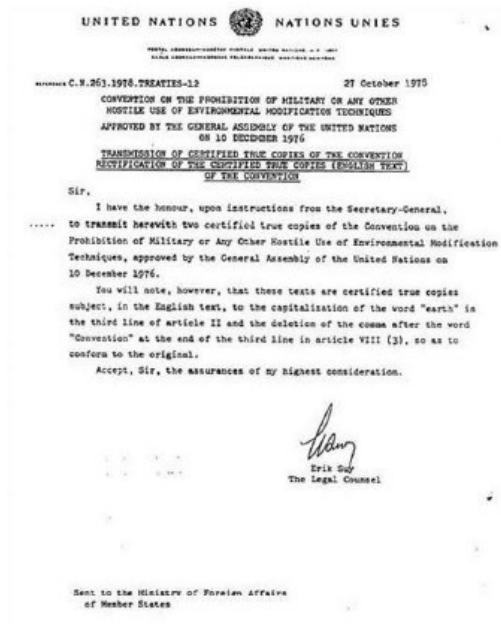 UNITED NATIONS NATIONS UNIES
REFERENCE C.N.263.1978.TREATIES-12 27 October 1978
CONVENTION ON THE PROHIBITION OF MILITARY OR ANY OTHER
HOSTILE USE OF ENVIRONMENTAL MODIFICATION TECHNIQUES
APPROVED BY THE GENERAL ASSEMBLY OF THE UNITED NATIONS
ON 10 DECEMBER 1976
TRANSMISSION OF CERTIFIED TRUE COPIES OF THE CONVENTION
RECTIFICATION OF THE CERTIFIED TRUE COPIES (ENGLISH TEXT)
OF THE CONVENTION
Sir,
I have the honour, upon instructions from the Secretary-General,
..... to transmit herewith two certified true copies of the Convention on the
Prohibition of Military or Any Other Hostile Use of Environmental Modification
Techniques, approved by the General Assembly of the United Nations on
10 December 1976.
You will note, however, that these texts are certified true copies
subject, in the English text, to the capitalization of the word "earth" in
the third line of article II and the deletion of the comma after the word
"Convention" at the end of the third line in article VIII (3), so as to
conform to the original.
Accept, Sir, the assurances of my highest consideration.
Erik Suy
The Legal Counsel
Sent to the Ministry of Foreign Affairs
of Member States